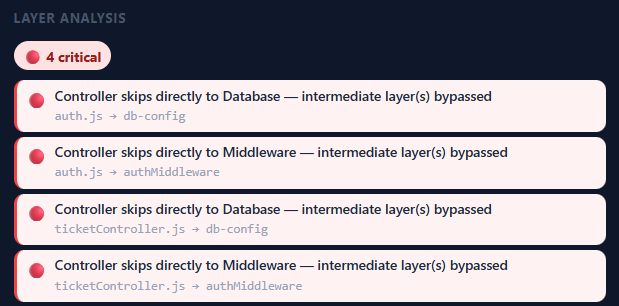 LAYER ANALYSIS
4 critical
Controller skips directly to Database — intermediate layer(s) bypassed
auth.js → db-config
Controller skips directly to Middleware — intermediate layer(s) bypassed
auth.js → authMiddleware
Controller skips directly to Database — intermediate layer(s) bypassed
ticketController.js → db-config
Controller skips directly to Middleware — intermediate layer(s) bypassed
ticketController.js → authMiddleware